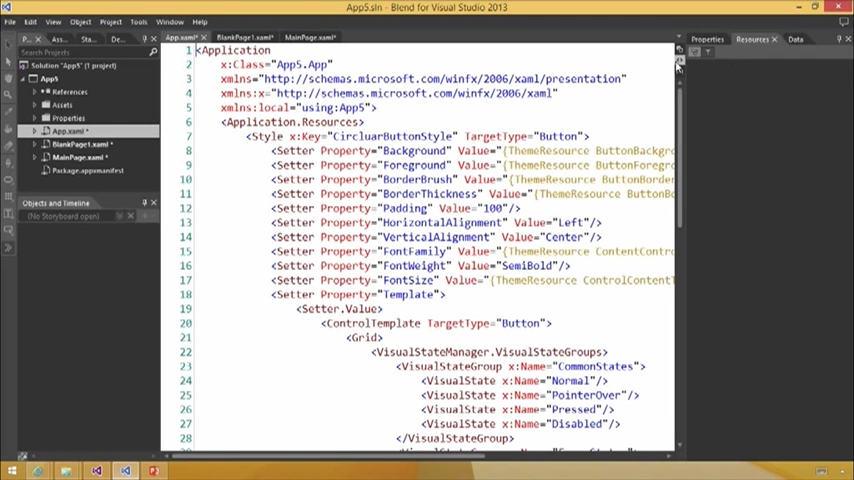 App5.sln - Blend for Visual Studio 2013
File Edit View Object Project Tools Window Help
P... Ass... Sta... De...
Search Projects
Solution "App5" (1 project)
App5
References
Assets
Properties
App.xaml *
BlankPage1.xaml *
MainPage.xaml *
Package.appxmanifest
Objects and Timeline
(No Storyboard open)
App.xaml* BlankPage1.xaml* MainPage.xaml*
1 <Application
2 x:Class="App5.App"
3 xmlns="http://schemas.microsoft.com/winfx/2006/xaml/presentation"
4 xmlns:x="http://schemas.microsoft.com/winfx/2006/xaml"
5 xmlns:local="using:App5">
6 <Application.Resources>
7 <Style x:Key="CircluarButtonStyle" TargetType="Button">
8 <Setter Property="Background" Value="{ThemeResource ButtonBackgr
9 <Setter Property="Foreground" Value="{ThemeResource ButtonForegr
10 <Setter Property="BorderBrush" Value="{ThemeResource ButtonBorder
11 <Setter Property="BorderThickness" Value="{ThemeResource ButtonBo
12 <Setter Property="Padding" Value="100"/>
13 <Setter Property="HorizontalAlignment" Value="Left"/>
14 <Setter Property="VerticalAlignment" Value="Center"/>
15 <Setter Property="FontFamily" Value="{ThemeResource ContentContro
16 <Setter Property="FontWeight" Value="SemiBold"/>
17 <Setter Property="FontSize" Value="{ThemeResource ControlContentT
18 <Setter Property="Template">
19 <Setter.Value>
20 <ControlTemplate TargetType="Button">
21 <Grid>
22 <VisualStateManager.VisualStateGroups>
23 <VisualStateGroup x:Name="CommonStates">
24 <VisualState x:Name="Normal"/>
25 <VisualState x:Name="PointerOver"/>
26 <VisualState x:Name="Pressed"/>
27 <VisualState x:Name="Disabled"/>
28 </VisualStateGroup>
Properties Resources Data